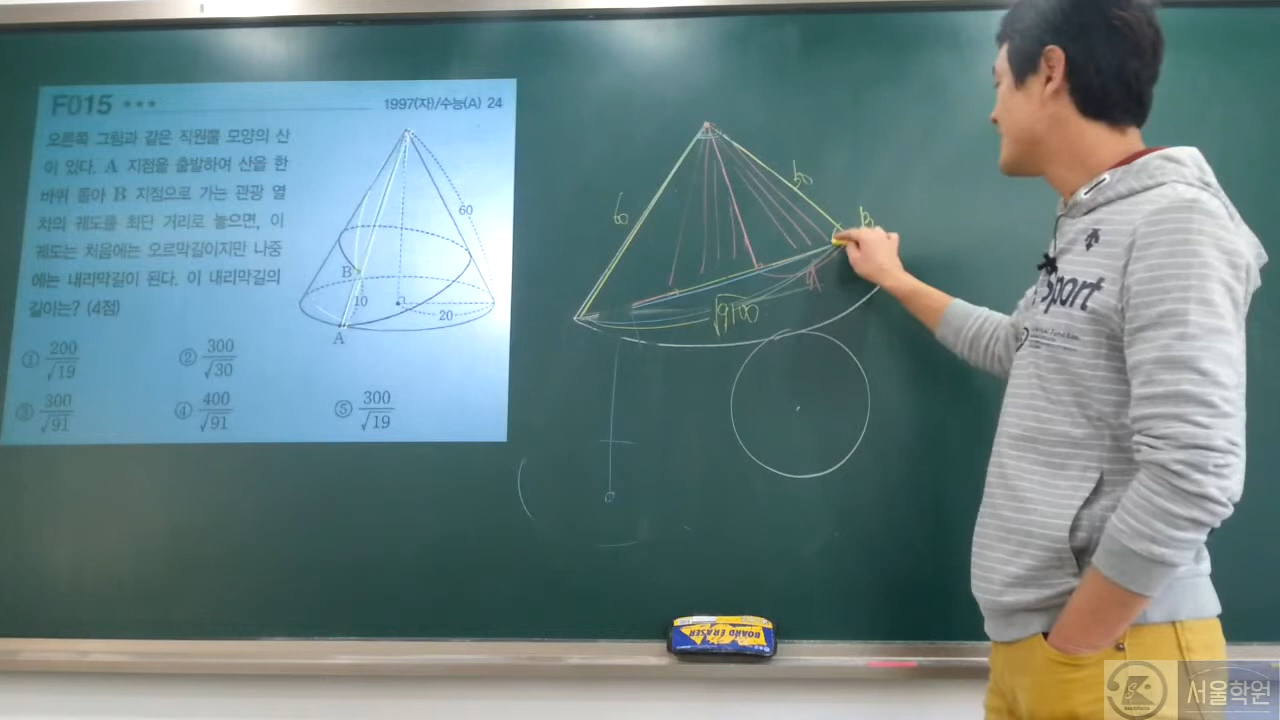 F015 ★★★
1997(자)/수능(A) 24
오른쪽 그림과 같은 직원뿔 모양의 산
이 있다. A 지점을 출발하여 산을 한
바퀴 돌아 B 지점으로 가는 관광 열
차의 궤도를 최단 거리로 놓으면, 이
궤도는 처음에는 오르막길이지만 나중
에는 내리막길이 된다. 이 내리막길의
길이는? (4점)
① 200/√19 ② 300/√30
③ 300/√91 ④ 400/√91 ⑤ 300/√19
60
B
10
20
A
60
50
B
√9100
Sport
BOARD ERASER
서울학원